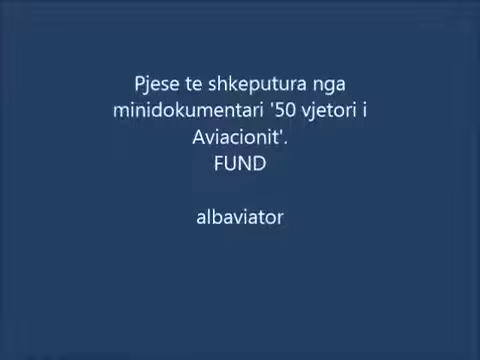 Pjese te shkeputura nga
minidokumentari '50 vjetori i
Aviacionit'.
FUND
albaviator